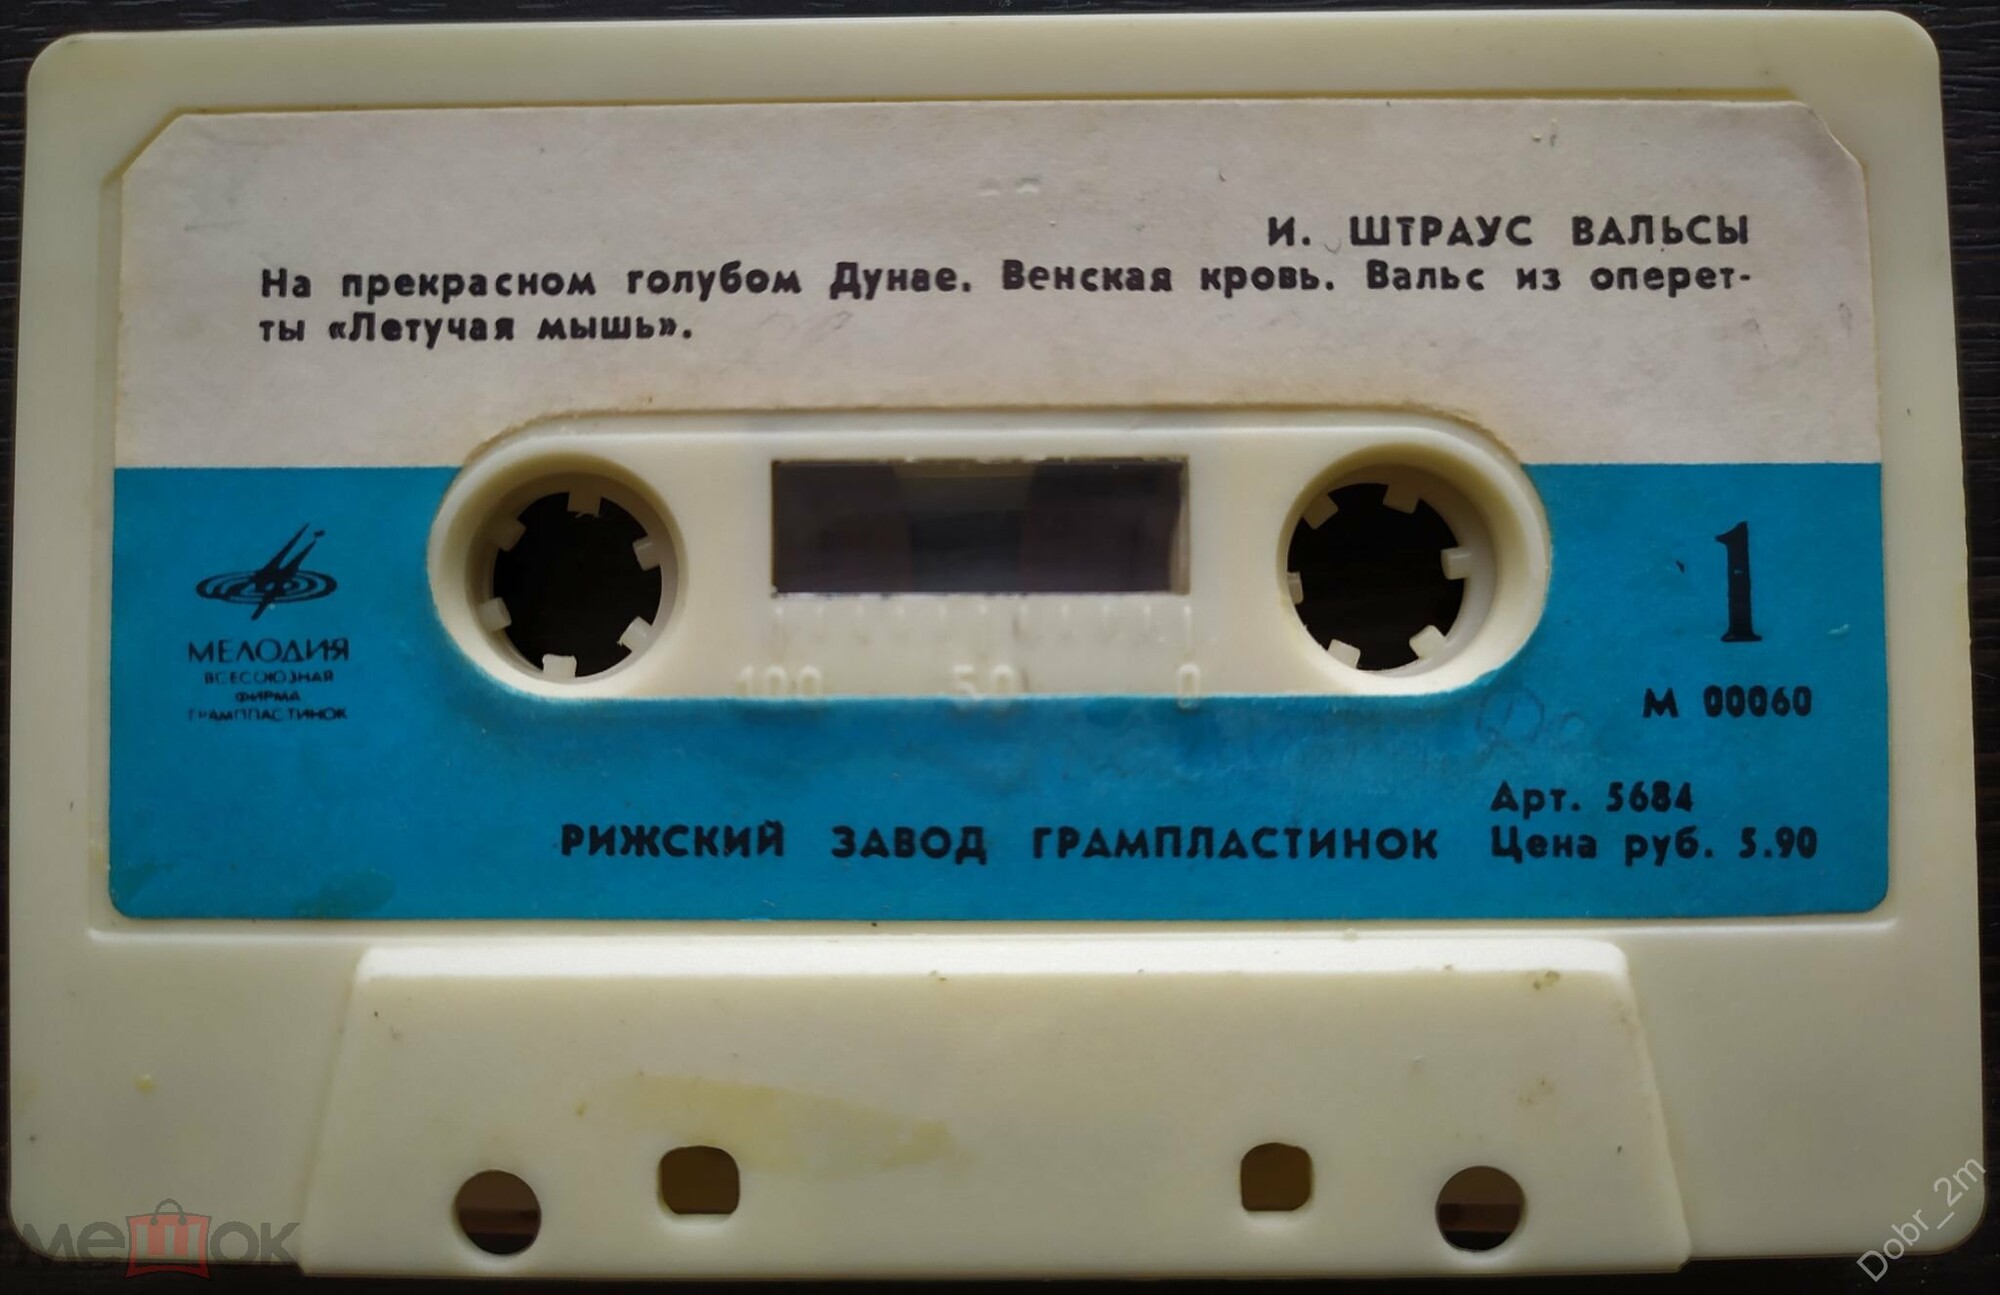 И. ШТРАУС ВАЛЬСЫ
На прекрасном голубом Дунае. Венская кровь. Вальс из оперет-
ты «Летучая мышь».
МЕЛОДИЯ
ВСЕСОЮЗНАЯ
ФИРМА
ГРАМПЛАСТИНОК
100 50 0
1
М 00060
Арт. 5684
РИЖСКИЙ ЗАВОД ГРАМПЛАСТИНОК Цена руб. 5.90
мешок
Dobr_2m